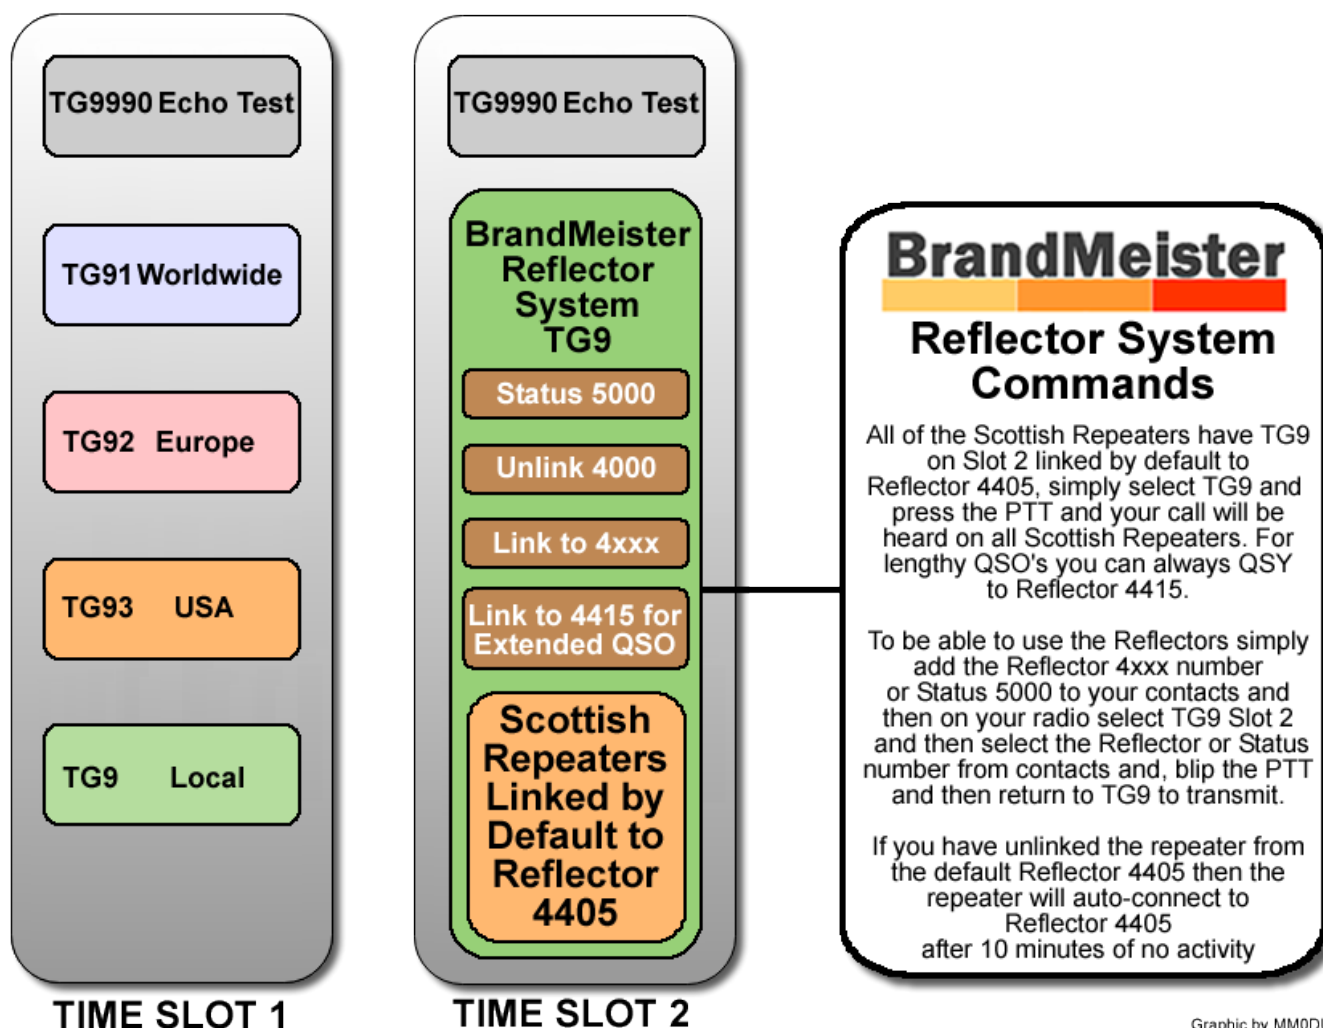 TG9990 Echo Test
TG91 Worldwide
TG92 Europe
TG93 USA
TG9 Local
TIME SLOT 1
TG9990 Echo Test
BrandMeister
Reflector
System
TG9
Status 5000
Unlink 4000
Link to 4xxx
Link to 4415 for
Extended QSO
Scottish
Repeaters
Linked by
Default to
Reflector
4405
TIME SLOT 2
BrandMeister
Reflector System
Commands
All of the Scottish Repeaters have TG9
on Slot 2 linked by default to
Reflector 4405, simply select TG9 and
press the PTT and your call will be
heard on all Scottish Repeaters. For
lengthy QSO's you can always QSY
to Reflector 4415.
To be able to use the Reflectors simply
add the Reflector 4xxx number
or Status 5000 to your contacts and
then on your radio select TG9 Slot 2
and then select the Reflector or Status
number from contacts and, blip the PTT
and then return to TG9 to transmit.
If you have unlinked the repeater from
the default Reflector 4405 then the
repeater will auto-connect to
Reflector 4405
after 10 minutes of no activity
Graphic by